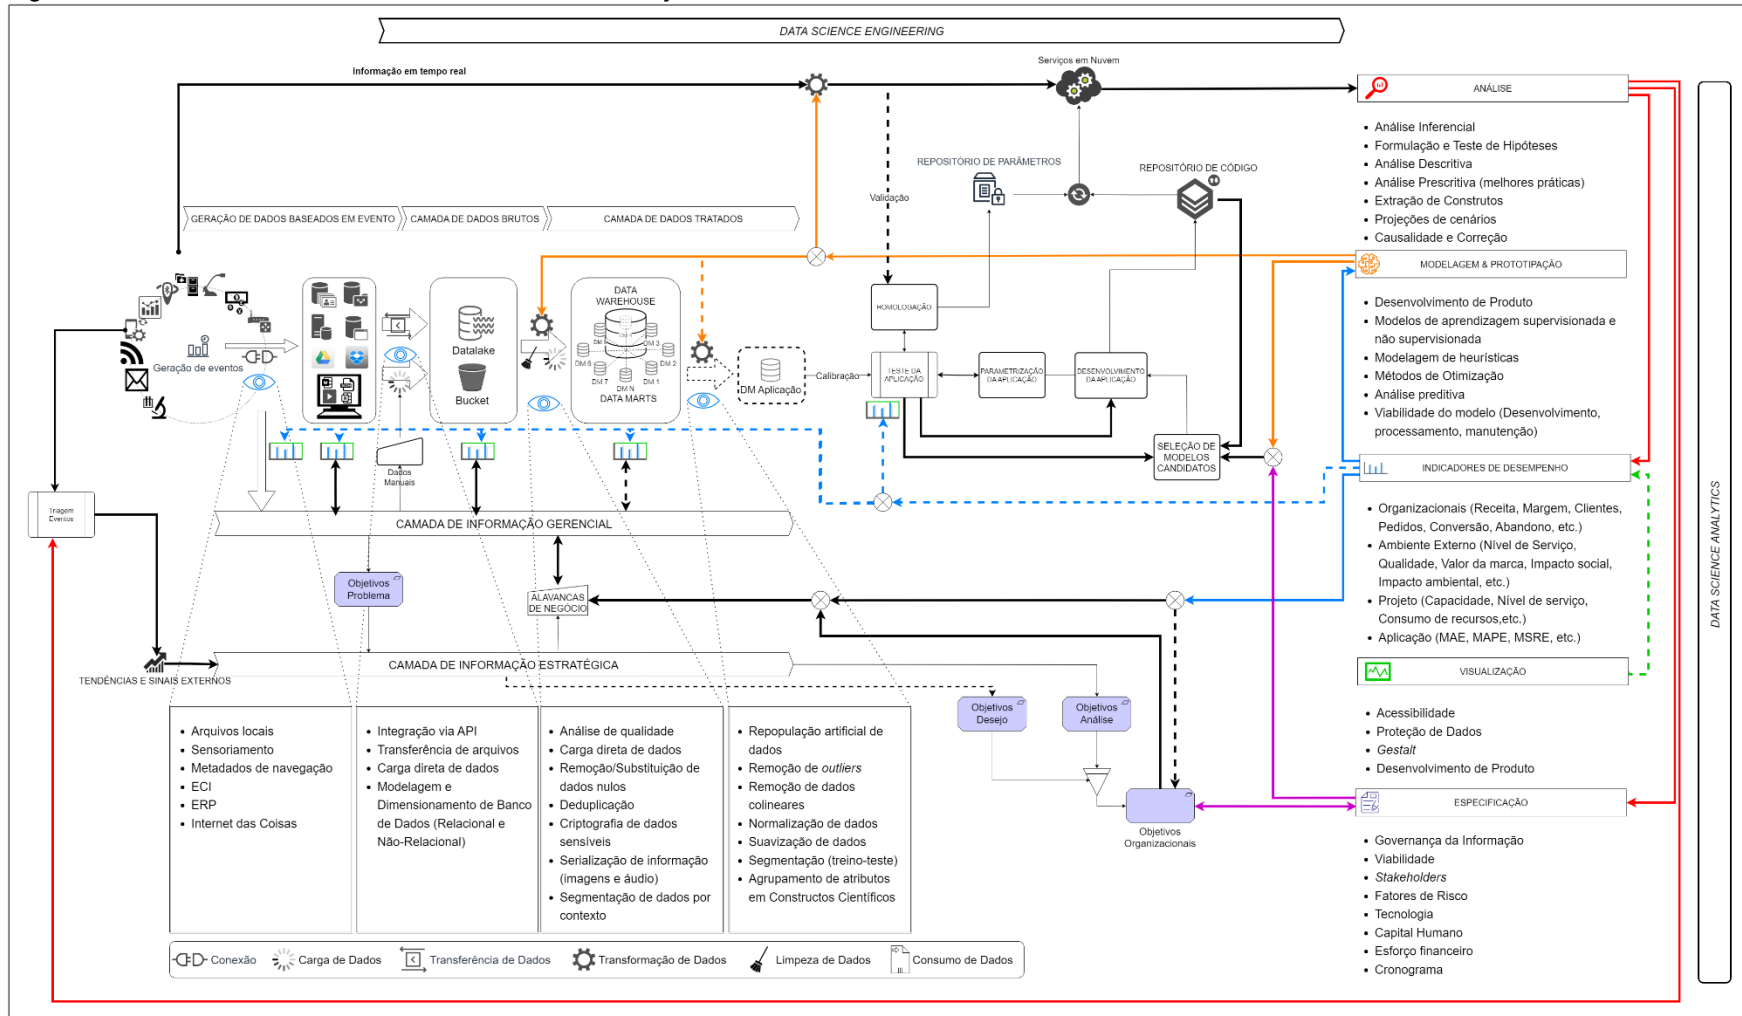 DATA SCIENCE ENGINEERING
Informação em tempo real
Serviços em Nuvem
ANÁLISE
• Análise Inferencial
• Formulação e Teste de Hipóteses
• Análise Descritiva
• Análise Prescritiva (melhores práticas)
• Extração de Construtos
• Projeções de cenários
• Causalidade e Correção
REPOSITÓRIO DE PARÂMETROS
REPOSITÓRIO DE CÓDIGO
Validação
GERAÇÃO DE DADOS BASEADOS EM EVENTO
CAMADA DE DADOS BRUTOS
CAMADA DE DADOS TRATADOS
MODELAGEM & PROTOTIPAÇÃO
• Desenvolvimento de Produto
• Modelos de aprendizagem supervisionada e
não supervisionada
• Modelagem de heurísticas
• Métodos de Otimização
• Análise preditiva
• Viabilidade do modelo (Desenvolvimento,
processamento, manutenção)
Geração de eventos
Datalake
Bucket
DATA
WAREHOUSE
DM 3
DM 6
DM 2
DM 7
DM N
DM 1
DATA MARTS
DM Aplicação
Calibração
HOMOLOGAÇÃO
TESTE DA
APLICAÇÃO
PARAMETRIZAÇÃO
DA APLICAÇÃO
DESENVOLVIMENTO
DA APLICAÇÃO
SELEÇÃO DE
MODELOS
CANDIDATOS
Dados
Manuais
INDICADORES DE DESEMPENHO
• Organizacionais (Receita, Margem, Clientes,
Pedidos, Conversão, Abandono, etc.)
• Ambiente Externo (Nível de Serviço,
Qualidade, Valor da marca, Impacto social,
Impacto ambiental, etc.)
• Projeto (Capacidade, Nível de serviço,
Consumo de recursos,etc.)
• Aplicação (MAE, MAPE, MSRE, etc.)
Triagem
Eventos
CAMADA DE INFORMAÇÃO GERENCIAL
Objetivos
Problema
ALAVANCAS
DE NEGÓCIO
CAMADA DE INFORMAÇÃO ESTRATÉGICA
TENDÊNCIAS E SINAIS EXTERNOS
Objetivos
Desejo
Objetivos
Análise
Objetivos
Organizacionais
VISUALIZAÇÃO
• Acessibilidade
• Proteção de Dados
• Gestalt
• Desenvolvimento de Produto
ESPECIFICAÇÃO
• Governança da Informação
• Viabilidade
• Stakeholders
• Fatores de Risco
• Tecnologia
• Capital Humano
• Esforço financeiro
• Cronograma
• Arquivos locais
• Sensoriamento
• Metadados de navegação
• ECI
• ERP
• Internet das Coisas
• Integração via API
• Transferência de arquivos
• Carga direta de dados
• Modelagem e
Dimensionamento de Banco
de Dados (Relacional e
Não-Relacional)
• Análise de qualidade
• Carga direta de dados
• Remoção/Substituição de
dados nulos
• Deduplicação
• Criptografia de dados
sensíveis
• Serialização de informação
(imagens e áudio)
• Segmentação de dados por
contexto
• Repopulação artificial de
dados
• Remoção de outliers
• Remoção de dados
colineares
• Normalização de dados
• Suavização de dados
• Segmentação (treino-teste)
• Agrupamento de atributos
em Constructos Científicos
Conexão
Carga de Dados
Transferência de Dados
Transformação de Dados
Limpeza de Dados
Consumo de Dados
DATA SCIENCE ANALYTICS